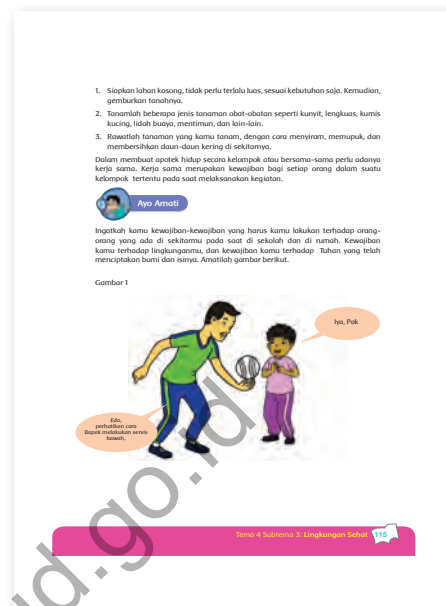 1. Siapkan lahan kosong, tidak perlu terlalu luas, sesuai kebutuhan saja. Kemudian,
gemburkan tanahnya.
2. Tanamlah beberapa jenis tanaman obat-obatan seperti kunyit, lengkuas, kumis
kucing, lidah buaya, mentimun, dan lain-lain.
3. Rawatlah tanaman yang kamu tanam, dengan cara menyiram, memupuk, dan
membersihkan daun-daun kering di sekitarnya.
Dalam membuat apotek hidup secara kelompok atau bersama-sama perlu adanya
kerja sama. Kerja sama merupakan kewajiban bagi setiap orang dalam suatu
kelompok tertentu pada saat melaksanakan kegiatan.
Ayo Amati
Ingatkah kamu kewajiban-kewajiban yang harus kamu lakukan terhadap orang-
orang yang ada di sekitarmu pada saat di sekolah dan di rumah. Kewajiban
kamu terhadap lingkunganmu, dan kewajiban kamu terhadap Tuhan yang telah
menciptakan bumi dan isinya. Amatilah gambar berikut.
Gambar 1
Iya, Pak
Edo,
perhatikan cara
Bapak melakukan servis
bawah.
Tema 4 Subtema 3: Lingkungan Sehat 115
ud.go.id